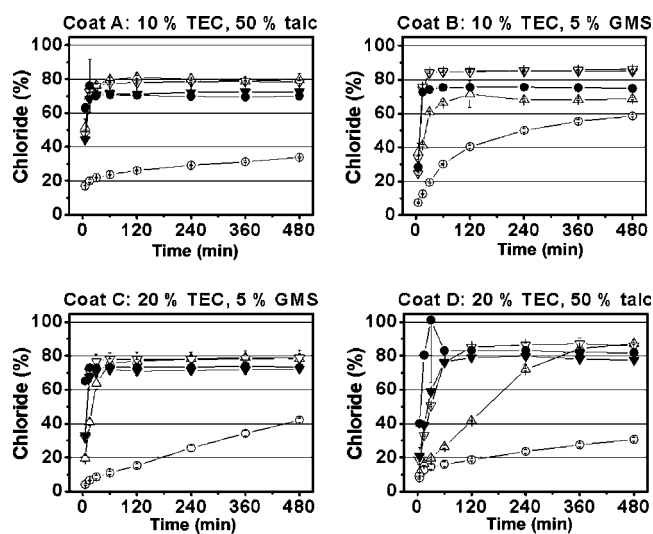 Coat A: 10 % TEC, 50 % talc
Chloride (%)
100
80
60
40
20
0
0 120 240 360 480
Time (min)
Coat B: 10 % TEC, 5 % GMS
Chloride (%)
100
80
60
40
20
0
0 120 240 360 480
Time (min)
Coat C: 20 % TEC, 5 % GMS
Chloride (%)
100
80
60
40
20
0
0 120 240 360 480
Time (min)
Coat D: 20 % TEC, 50 % talc
Chloride (%)
100
80
60
40
20
0
0 120 240 360 480
Time (min)